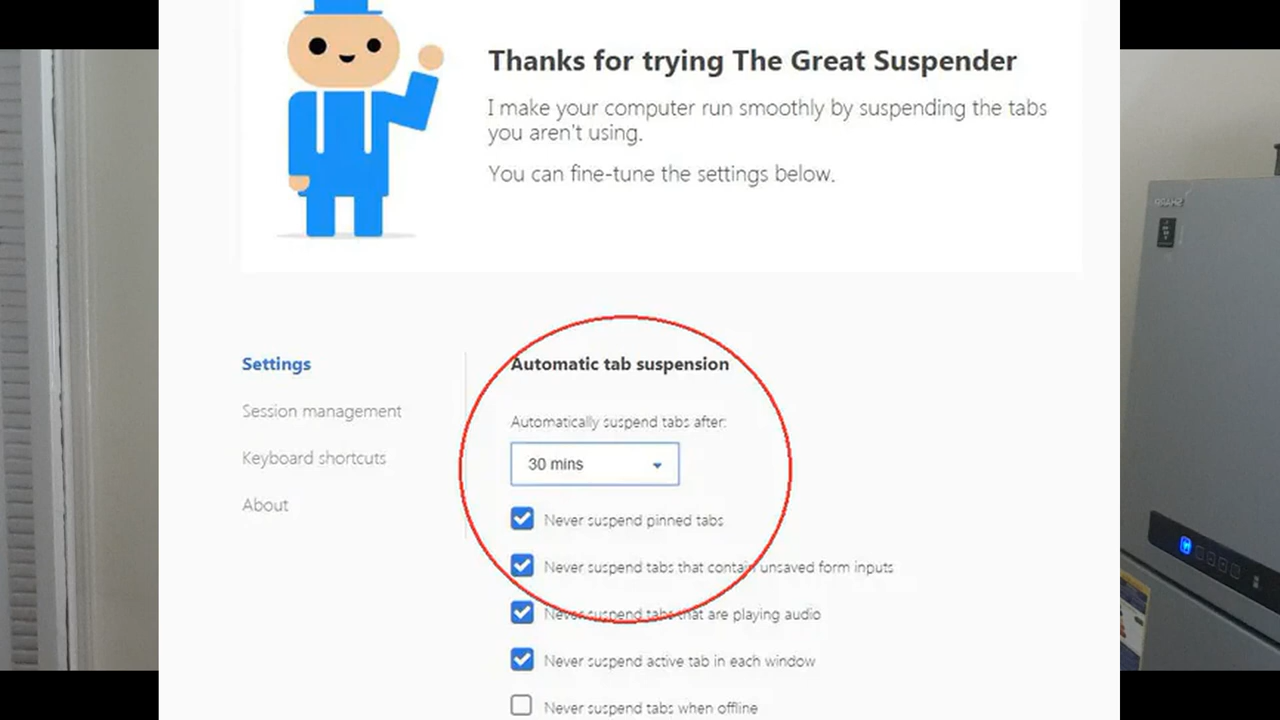 Thanks for trying The Great Suspender
I make your computer run smoothly by suspending the tabs
you aren't using.
You can fine-tune the settings below.
Settings
Session management
Keyboard shortcuts
About
Automatic tab suspension
Automatically suspend tabs after:
30 mins
Never suspend pinned tabs
Never suspend tabs that contain unsaved form inputs
Never suspend tabs that are playing audio
Never suspend active tab in each window
Never suspend tabs when offline